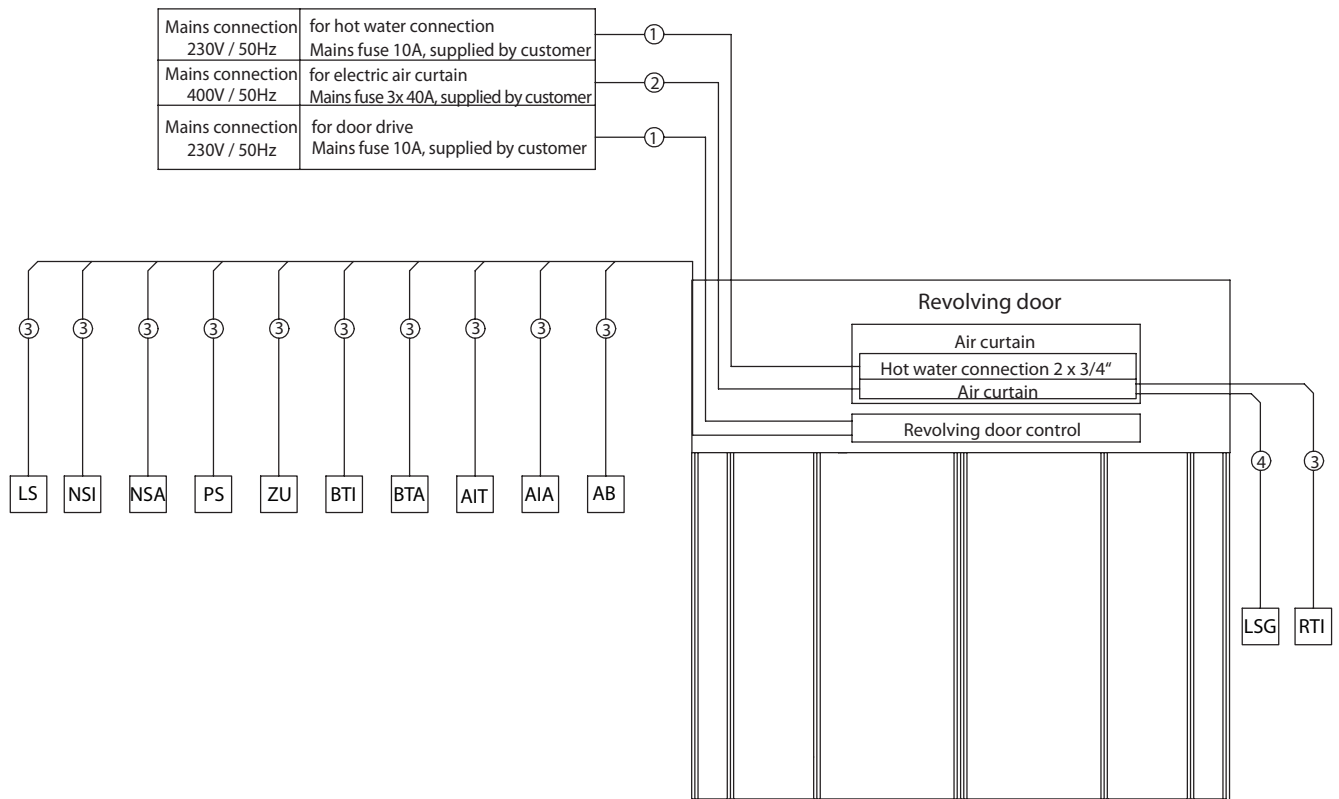 Mains connection
230V / 50Hz
for hot water connection
Mains fuse 10A, supplied by customer
1
Mains connection
400V / 50Hz
for electric air curtain
Mains fuse 3x 40A, supplied by customer
2
Mains connection
230V / 50Hz
for door drive
Mains fuse 10A, supplied by customer
1
Revolving door
Air curtain
Hot water connection 2 x 3/4“
Air curtain
Revolving door control
3 3 3 3 3 3 3 3 3 3
LS NSI NSA PS ZU BTI BTA AIT AIA AB
4 3
LSG RTI